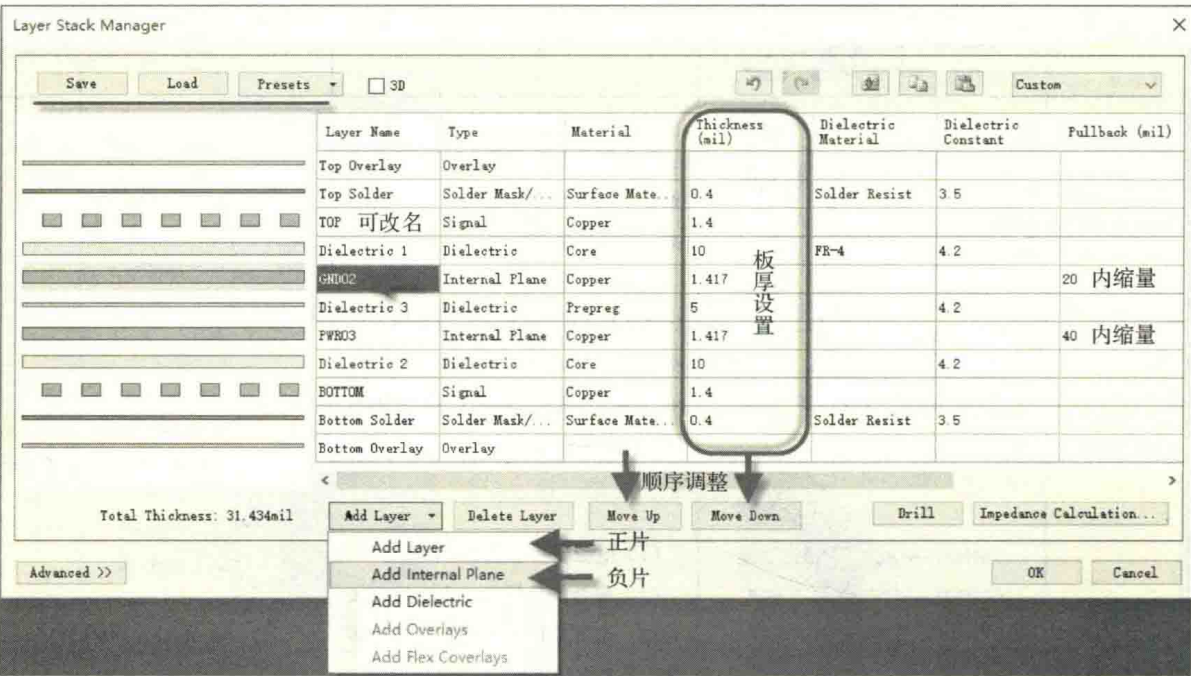 Layer Stack Manager
Save Load Presets 3D Custom
Layer Name Type Material Thickness (mil) Dielectric Material Dielectric Constant Pullback (mil)
Top Overlay Overlay
Top Solder Solder Mask/... Surface Mate... 0.4 Solder Resist 3.5
TOP 可改名 Signal Copper 1.4
Dielectric 1 Dielectric Core 10 FR-4 4.2
GND02 Internal Plane Copper 1.417 20 内缩量
Dielectric 3 Dielectric Prepreg 5 4.2
PWR03 Internal Plane Copper 1.417 40 内缩量
Dielectric 2 Dielectric Core 10 4.2
BOTTOM Signal Copper 1.4
Bottom Solder Solder Mask/... Surface Mate... 0.4 Solder Resist 3.5
Bottom Overlay Overlay
板厚设置
顺序调整
Total Thickness: 31.434mil Add Layer Delete Layer Move Up Move Down Drill Impedance Calculation...
Add Layer 正片
Advanced >> Add Internal Plane 负片 OK Cancel
Add Dielectric
Add Overlays
Add Flex Coverlays